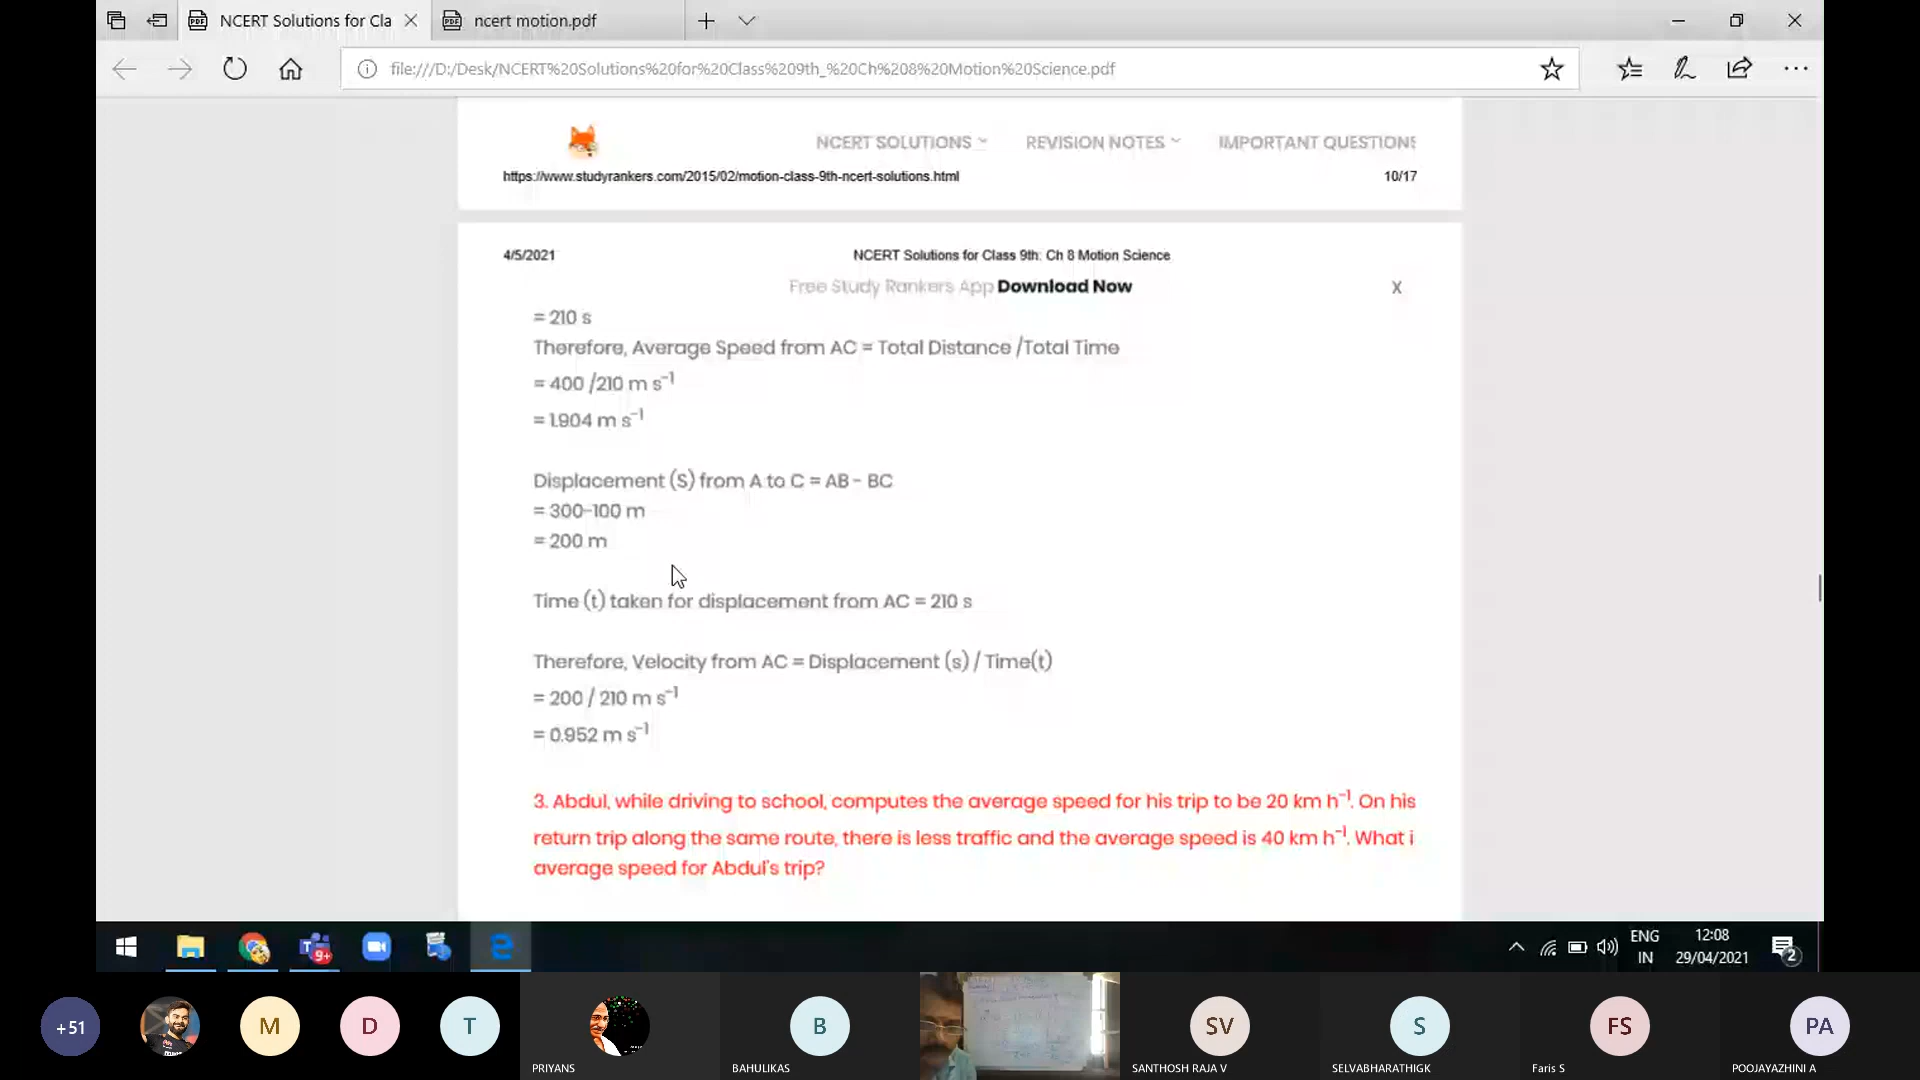 NCERT Solutions for Cla
ncert motion.pdf
file:///D:/Desk/NCERT%20Solutions%20for%20Class%209th_%20Ch%208%20Motion%20Science.pdf
NCERT SOLUTIONS REVISION NOTES IMPORTANT QUESTIONS
https://www.studyrankers.com/2015/02/motion-class-9th-ncert-solutions.html 10/17
4/5/2021 NCERT Solutions for Class 9th: Ch 8 Motion Science
Free Study Rankers App Download Now X
= 210 s
Therefore, Average Speed from AC = Total Distance /Total Time
= 400 /210 m s⁻¹
= 1.904 m s⁻¹
Displacement (S) from A to C = AB - BC
= 300-100 m
= 200 m
Time (t) taken for displacement from AC = 210 s
Therefore, Velocity from AC = Displacement (s) / Time(t)
= 200 / 210 m s⁻¹
= 0.952 m s⁻¹
3. Abdul, while driving to school, computes the average speed for his trip to be 20 km h⁻¹. On his
return trip along the same route, there is less traffic and the average speed is 40 km h⁻¹. What i
average speed for Abdul's trip?
9+
ENG 12:08
IN 29/04/2021 2
+51 M D T B SV S FS PA
PRIYANS BAHULIKAS SANTHOSH RAJA V SELVABHARATHIGK Faris S POOJAYAZHINI A